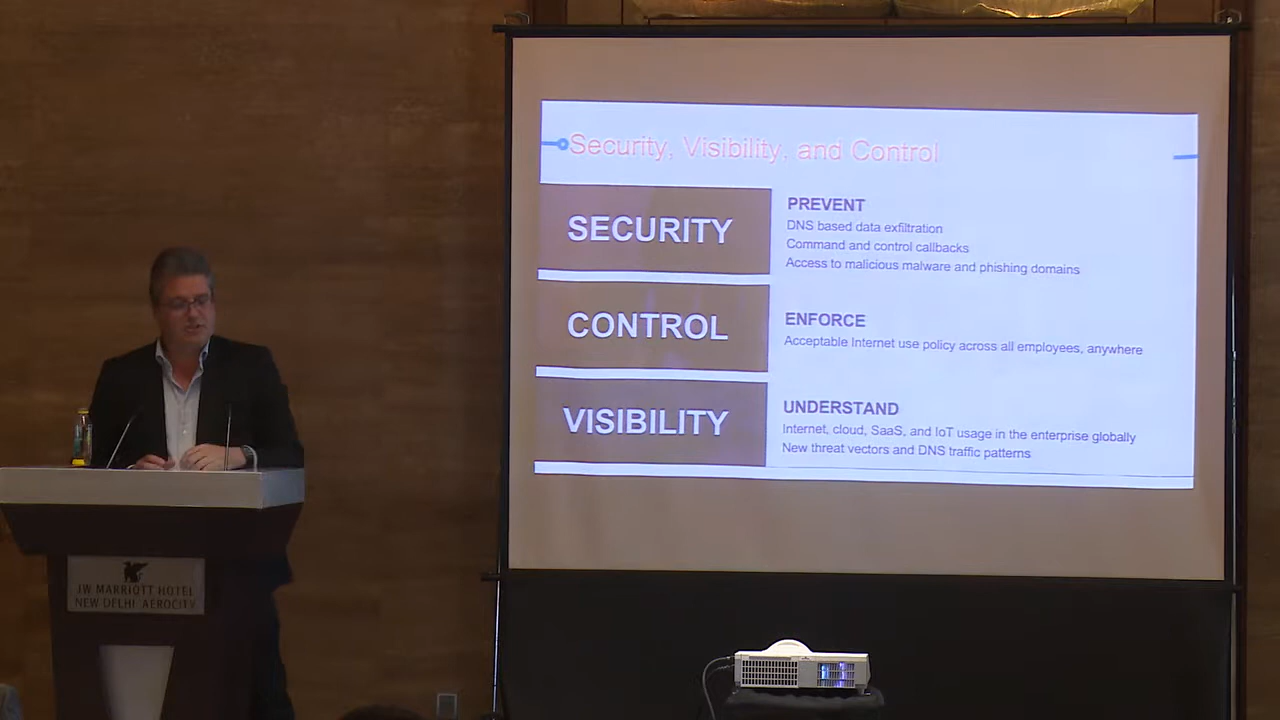 Security, Visibility, and Control
SECURITY
PREVENT
DNS based data exfiltration
Command and control callbacks
Access to malicious malware and phishing domains
CONTROL
ENFORCE
Acceptable Internet use policy across all employees, anywhere
VISIBILITY
UNDERSTAND
Internet, cloud, SaaS, and IoT usage in the enterprise globally
New threat vectors and DNS traffic patterns
JW MARRIOTT HOTEL
NEW DELHI AEROCITY